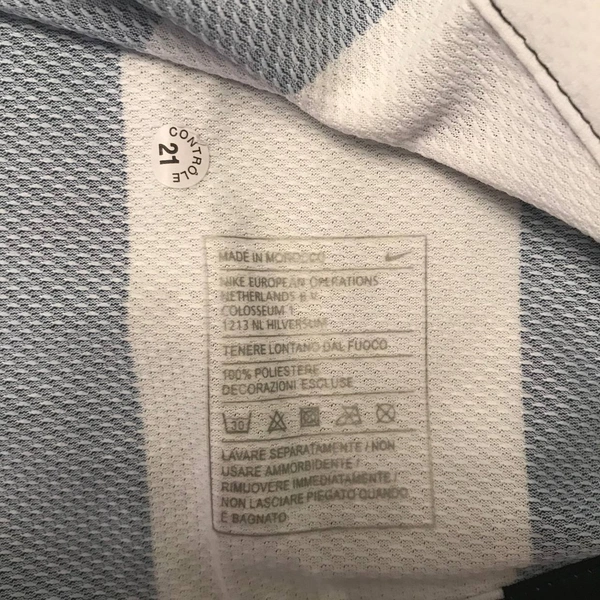 CONTRÔLE
21
MADE IN MOROCCO
NIKE EUROPEAN OPERATIONS
NETHERLANDS B.V.
COLOSSEUM 1
1213 NL HILVERSUM
TENERE LONTANO DAL FUOCO
100% POLIESTERE
DECORAZIONI ESCLUSE
30
LAVARE SEPARATAMENTE / NON
USARE AMMORBIDENTE /
RIMUOVERE IMMEDIATAMENTE /
NON LASCIARE PIEGATO QUANDO
È BAGNATO